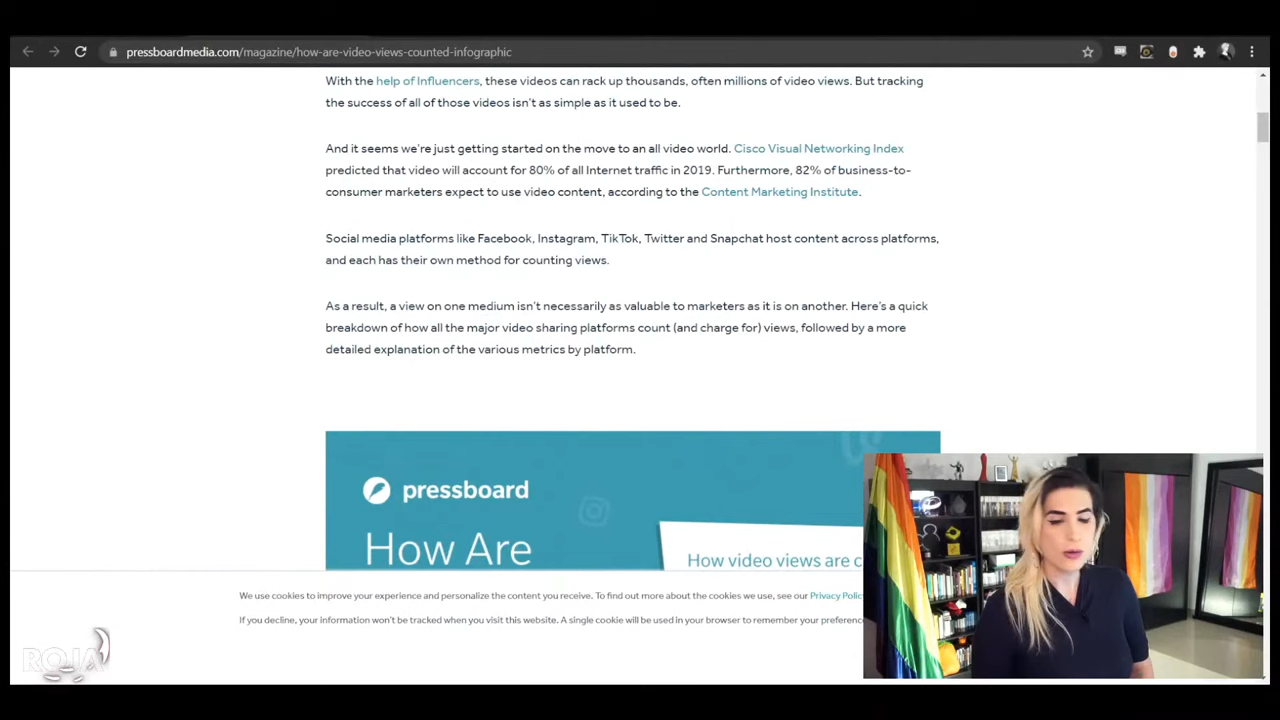 pressboardmedia.com/magazine/how-are-video-views-counted-infographic
With the help of Influencers, these videos can rack up thousands, often millions of video views. But tracking
the success of all of those videos isn't as simple as it used to be.
And it seems we're just getting started on the move to an all video world. Cisco Visual Networking Index
predicted that video will account for 80% of all Internet traffic in 2019. Furthermore, 82% of business-to-
consumer marketers expect to use video content, according to the Content Marketing Institute.
Social media platforms like Facebook, Instagram, TikTok, Twitter and Snapchat host content across platforms,
and each has their own method for counting views.
As a result, a view on one medium isn't necessarily as valuable to marketers as it is on another. Here's a quick
breakdown of how all the major video sharing platforms count (and charge for) views, followed by a more
detailed explanation of the various metrics by platform.
pressboard
How Are
How video views are c
We use cookies to improve your experience and personalize the content you receive. To find out more about the cookies we use, see our Privacy Polic
If you decline, your information won't be tracked when you visit this website. A single cookie will be used in your browser to remember your preferenc
ROJA